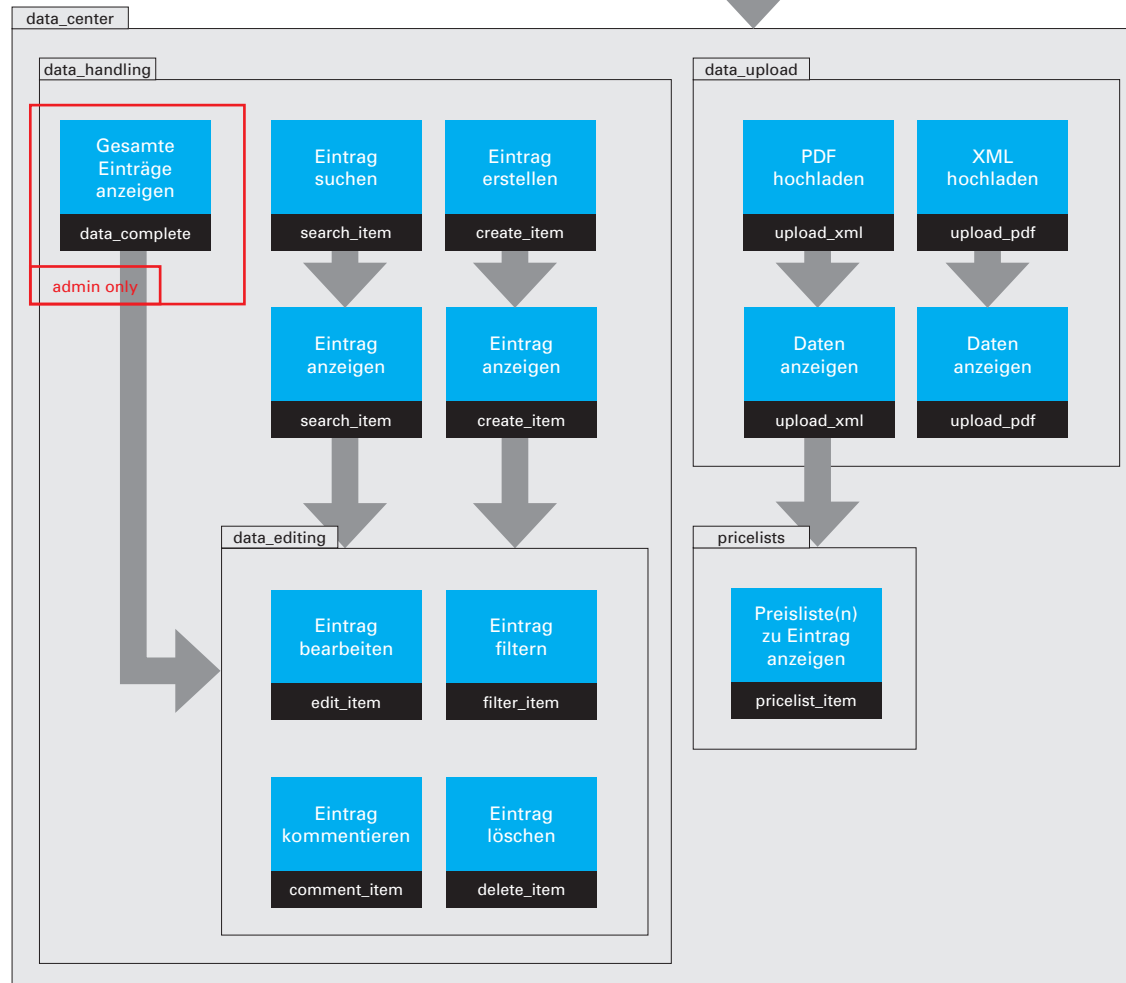 data_center
data_handling
Gesamte
Einträge
anzeigen
data_complete
admin only
Eintrag
suchen
search_item
Eintrag
erstellen
create_item
Eintrag
anzeigen
search_item
Eintrag
anzeigen
create_item
data_editing
Eintrag
bearbeiten
edit_item
Eintrag
filtern
filter_item
Eintrag
kommentieren
comment_item
Eintrag
löschen
delete_item
data_upload
PDF
hochladen
upload_xml
XML
hochladen
upload_pdf
Daten
anzeigen
upload_xml
Daten
anzeigen
upload_pdf
pricelists
Preisliste(n)
zu Eintrag
anzeigen
pricelist_item